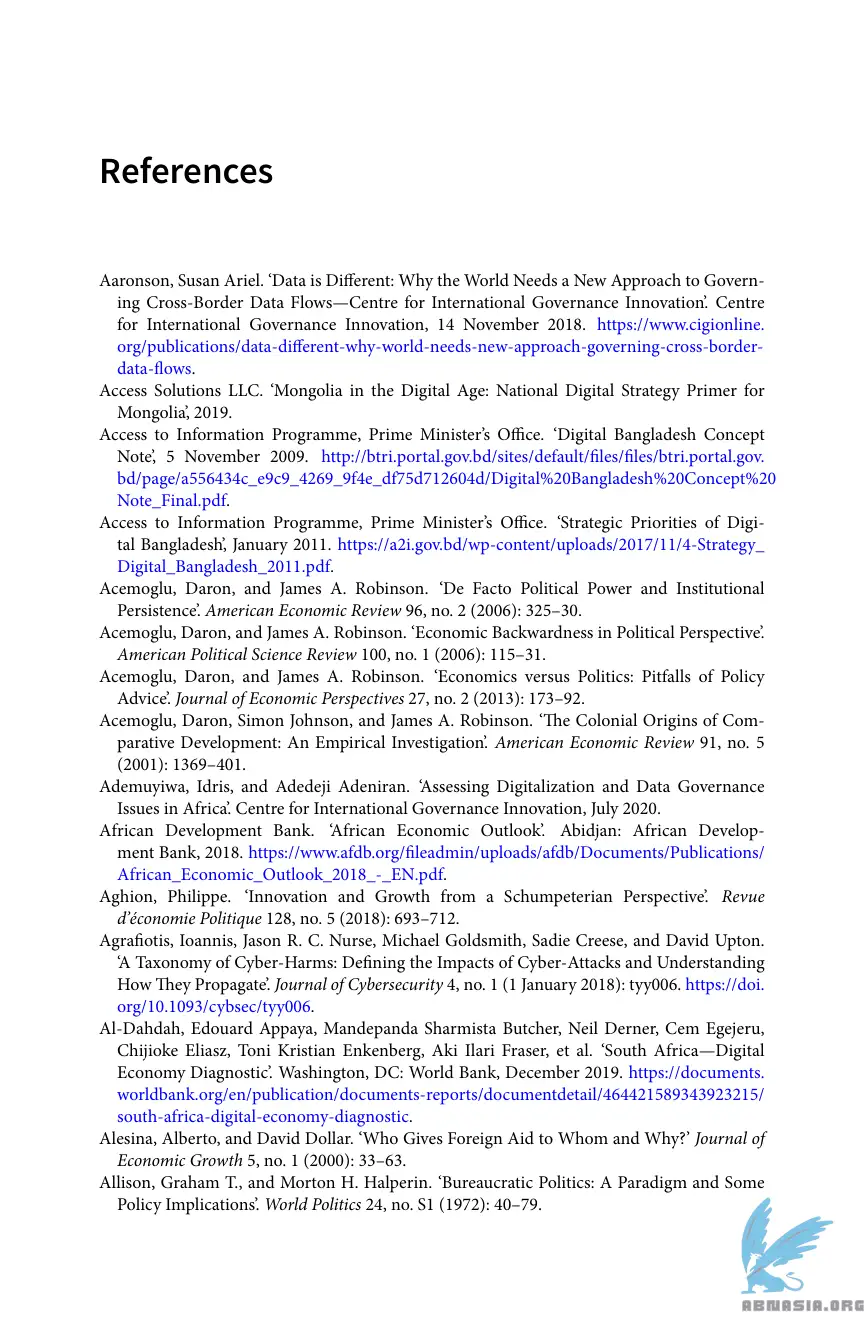 References
Aaronson, Susan Ariel. ‘Data is Different: Why the World Needs a New Approach to Govern-
ing Cross-Border Data Flows—Centre for International Governance Innovation’. Centre
for International Governance Innovation, 14 November 2018. https://www.cigionline.
org/publications/data-different-why-world-needs-new-approach-governing-cross-border-
data-flows.
Access Solutions LLC. ‘Mongolia in the Digital Age: National Digital Strategy Primer for
Mongolia’, 2019.
Access to Information Programme, Prime Minister’s Office. ‘Digital Bangladesh Concept
Note’, 5 November 2009. http://btri.portal.gov.bd/sites/default/files/files/btri.portal.gov.
bd/page/a556434c_e9c9_4269_9f4e_df75d712604d/Digital%20Bangladesh%20Concept%20
Note_Final.pdf.
Access to Information Programme, Prime Minister’s Office. ‘Strategic Priorities of Digi-
tal Bangladesh’, January 2011. https://a2i.gov.bd/wp-content/uploads/2017/11/4-Strategy_
Digital_Bangladesh_2011.pdf.
Acemoglu, Daron, and James A. Robinson. ‘De Facto Political Power and Institutional
Persistence’. American Economic Review 96, no. 2 (2006): 325–30.
Acemoglu, Daron, and James A. Robinson. ‘Economic Backwardness in Political Perspective’.
American Political Science Review 100, no. 1 (2006): 115–31.
Acemoglu, Daron, and James A. Robinson. ‘Economics versus Politics: Pitfalls of Policy
Advice’. Journal of Economic Perspectives 27, no. 2 (2013): 173–92.
Acemoglu, Daron, Simon Johnson, and James A. Robinson. ‘The Colonial Origins of Com-
parative Development: An Empirical Investigation’. American Economic Review 91, no. 5
(2001): 1369–401.
Ademuyiwa, Idris, and Adedeji Adeniran. ‘Assessing Digitalization and Data Governance
Issues in Africa’. Centre for International Governance Innovation, July 2020.
African Development Bank. ‘African Economic Outlook’. Abidjan: African Develop-
ment Bank, 2018. https://www.afdb.org/fileadmin/uploads/afdb/Documents/Publications/
African_Economic_Outlook_2018_-_EN.pdf.
Aghion, Philippe. ‘Innovation and Growth from a Schumpeterian Perspective’. Revue
d’économie Politique 128, no. 5 (2018): 693–712.
Agrafiotis, Ioannis, Jason R. C. Nurse, Michael Goldsmith, Sadie Creese, and David Upton.
‘A Taxonomy of Cyber-Harms: Defining the Impacts of Cyber-Attacks and Understanding
How They Propagate’. Journal of Cybersecurity 4, no. 1 (1 January 2018): tyy006. https://doi.
org/10.1093/cybsec/tyy006.
Al-Dahdah, Edouard Appaya, Mandepanda Sharmista Butcher, Neil Derner, Cem Egejeru,
Chijioke Eliasz, Toni Kristian Enkenberg, Aki Ilari Fraser, et al. ‘South Africa—Digital
Economy Diagnostic’. Washington, DC: World Bank, December 2019. https://documents.
worldbank.org/en/publication/documents-reports/documentdetail/464421589343923215/
south-africa-digital-economy-diagnostic.
Alesina, Alberto, and David Dollar. ‘Who Gives Foreign Aid to Whom and Why?’ Journal of
Economic Growth 5, no. 1 (2000): 33–63.
Allison, Graham T., and Morton H. Halperin. ‘Bureaucratic Politics: A Paradigm and Some
Policy Implications’. World Politics 24, no. S1 (1972): 40–79.
ABNASIA.ORG